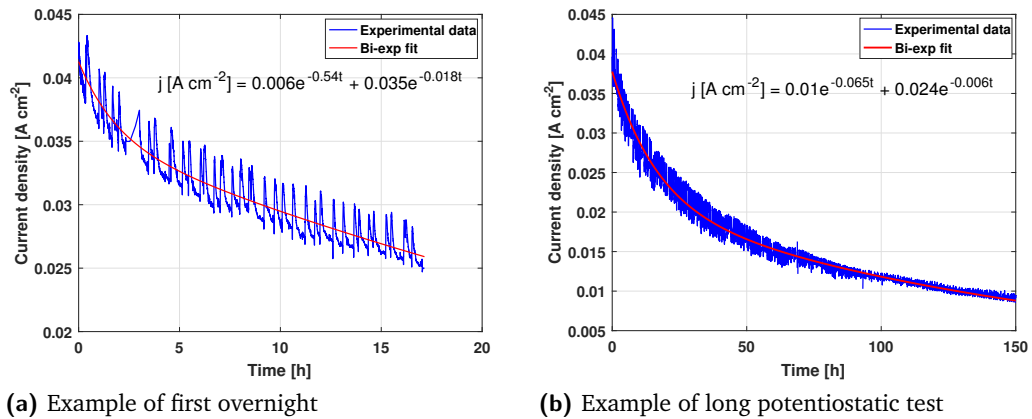 Experimental data
Bi-exp fit
j [A cm-2] = 0.006e-0.54t + 0.035e-0.018t
0.045
0.04
0.035
0.03
0.025
0.02
Current density [A cm-2]
0 5 10 15 20
Time [h]
(a) Example of first overnight
Experimental data
Bi-exp fit
j [A cm-2] = 0.01e-0.065t + 0.024e-0.006t
0.045
0.04
0.035
0.03
0.025
0.02
0.015
0.01
0.005
Current density [A cm-2]
0 50 100 150
Time [h]
(b) Example of long potentiostatic test